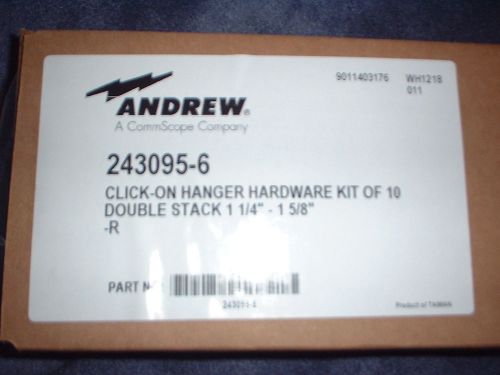 9011403176 WH1218
011
ANDREW®
A CommScope Company
243095-6
CLICK-ON HANGER HARDWARE KIT OF 10
DOUBLE STACK 1 1/4" - 1 5/8"
-R
PART NO:
243095-6
Product of TAIWAN